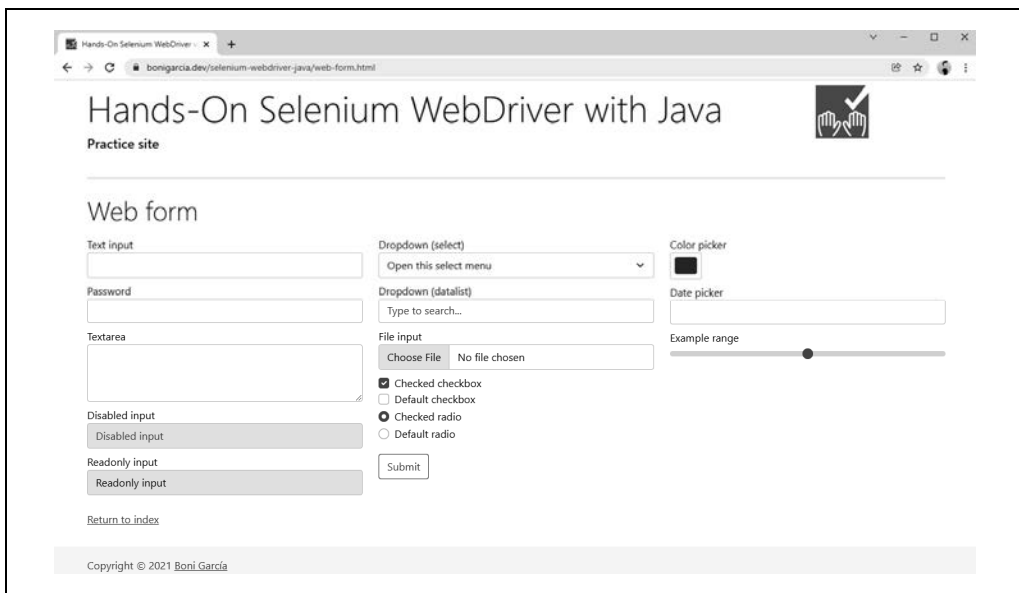 Hands-On Selenium WebDriver
bonigarcia.dev/selenium-webdriver-java/web-form.html
Hands-On Selenium WebDriver with Java
Practice site
Web form
Text input
Password
Textarea
Disabled input
Disabled input
Readonly input
Readonly input
Dropdown (select)
Open this select menu
Dropdown (datalist)
Type to search...
File input
Choose File No file chosen
Checked checkbox
Default checkbox
Checked radio
Default radio
Submit
Color picker
Date picker
Example range
Return to index
Copyright © 2021 Boni García